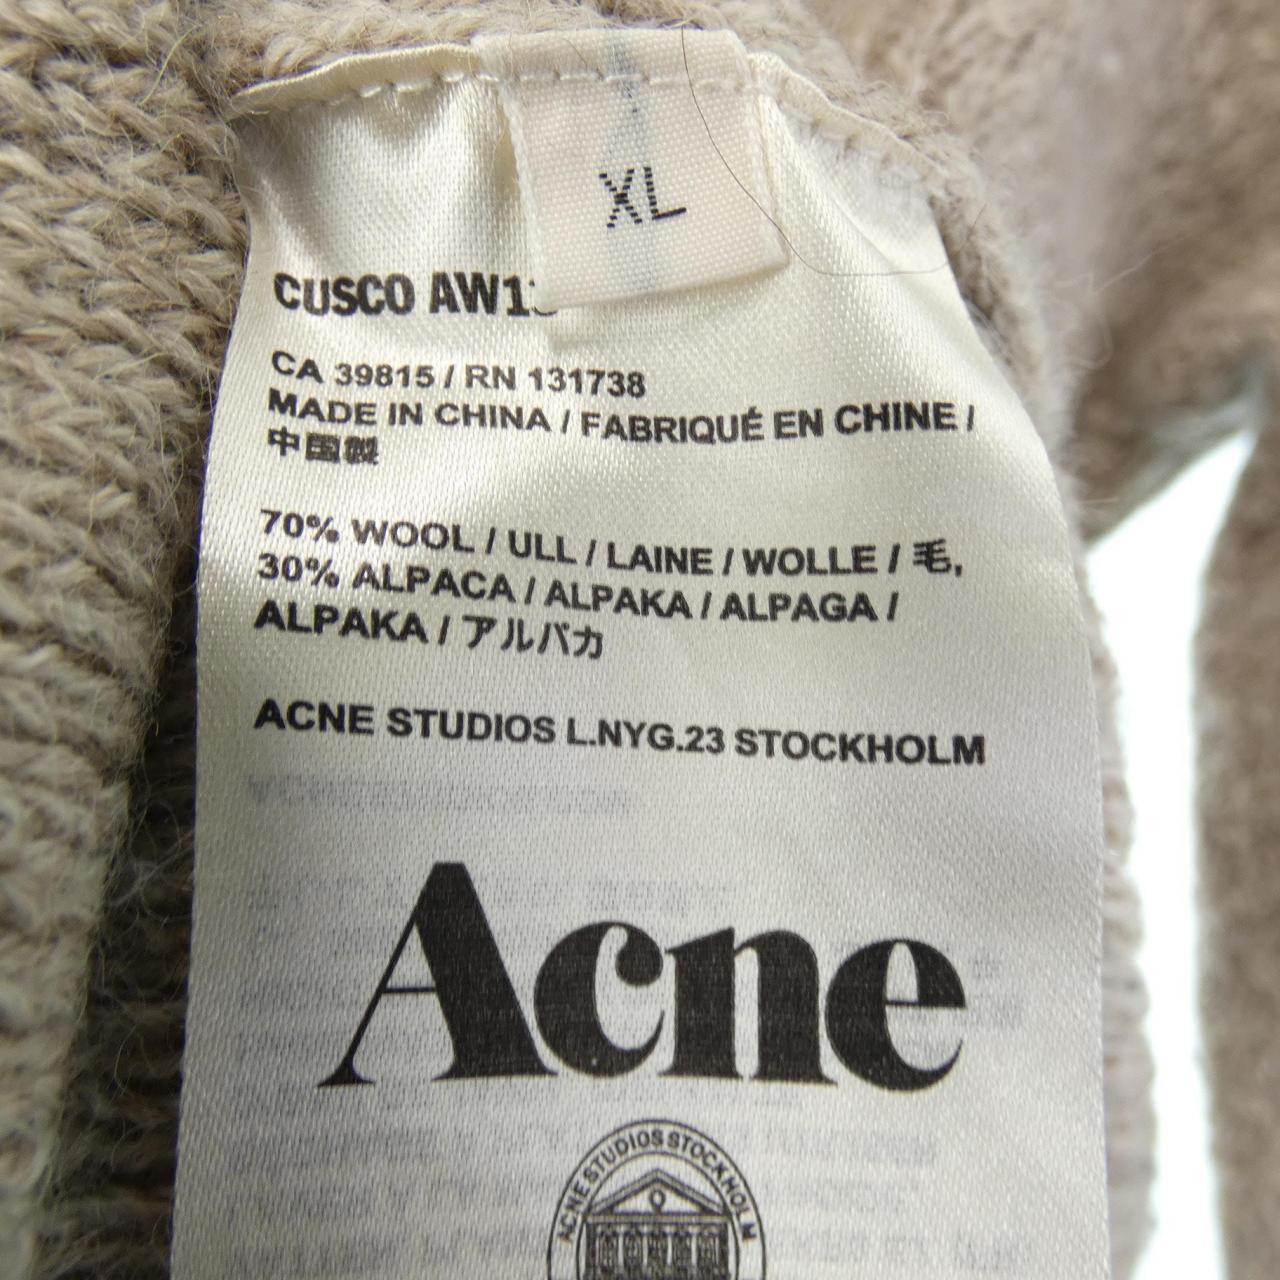 XL
CUSCO AW13
CA 39815 / RN 131738
MADE IN CHINA / FABRIQUÉ EN CHINE /
中国製
70% WOOL / ULL / LAINE / WOLLE / 毛,
30% ALPACA / ALPAKA / ALPAGA /
ALPAKA / アルパカ
ACNE STUDIOS L.NYG.23 STOCKHOLM
Acne
ACNE STUDIOS STOCKHOLM